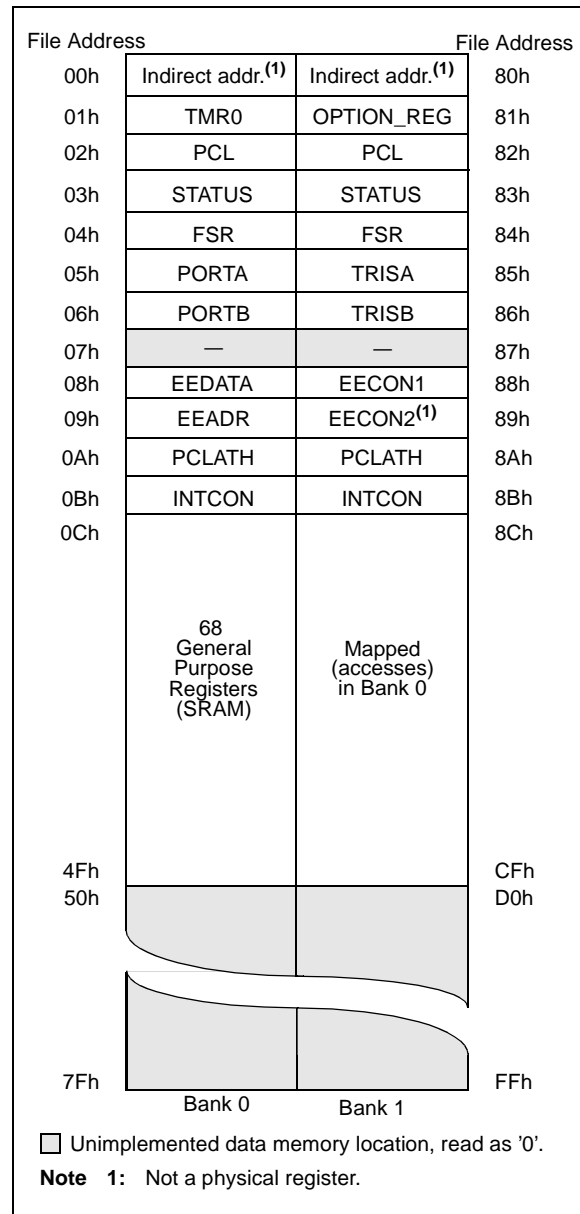 File Address File Address
00h Indirect addr.(1) Indirect addr.(1) 80h
01h TMR0 OPTION_REG 81h
02h PCL PCL 82h
03h STATUS STATUS 83h
04h FSR FSR 84h
05h PORTA TRISA 85h
06h PORTB TRISB 86h
07h — — 87h
08h EEDATA EECON1 88h
09h EEADR EECON2(1) 89h
0Ah PCLATH PCLATH 8Ah
0Bh INTCON INTCON 8Bh
0Ch 8Ch
68
General
Purpose
Registers
(SRAM)
Mapped
(accesses)
in Bank 0
4Fh CFh
50h D0h
7Fh FFh
Bank 0 Bank 1
Unimplemented data memory location, read as '0'.
Note 1: Not a physical register.